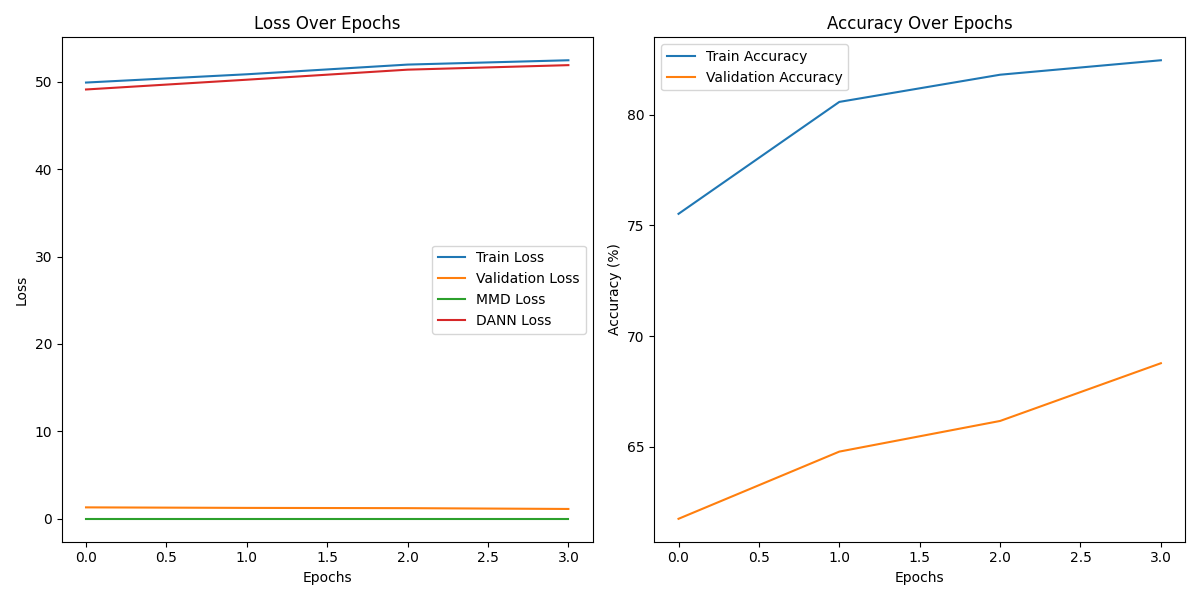 Loss Over Epochs
50
40
30
20
10
0
Loss
Train Loss
Validation Loss
MMD Loss
DANN Loss
0.0 0.5 1.0 1.5 2.0 2.5 3.0
Epochs
Accuracy Over Epochs
Train Accuracy
Validation Accuracy
80
75
70
65
Accuracy (%)
0.0 0.5 1.0 1.5 2.0 2.5 3.0
Epochs